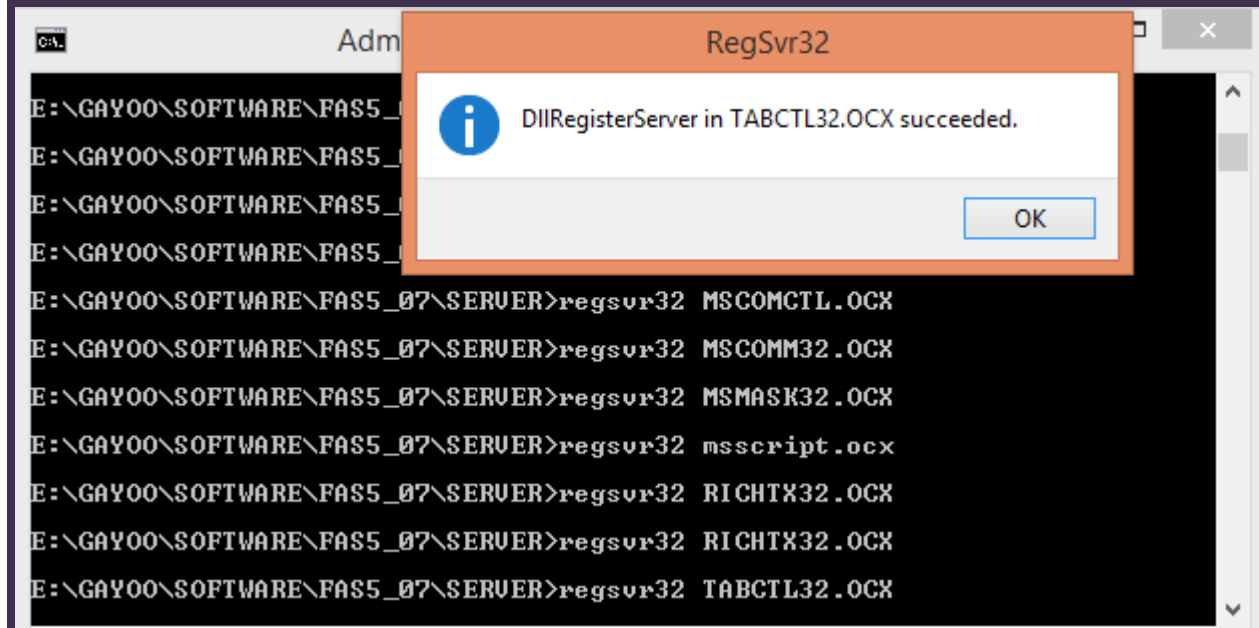 Adm
RegSvr32
DllRegisterServer in TABCTL32.OCX succeeded.
OK
E:\GAYOO\SOFTWARE\FAS5_
E:\GAYOO\SOFTWARE\FAS5_
E:\GAYOO\SOFTWARE\FAS5_
E:\GAYOO\SOFTWARE\FAS5_
E:\GAYOO\SOFTWARE\FAS5_07\SERVER>regsvr32 MSCOMCTL.OCX
E:\GAYOO\SOFTWARE\FAS5_07\SERVER>regsvr32 MSCOMM32.OCX
E:\GAYOO\SOFTWARE\FAS5_07\SERVER>regsvr32 MSMASK32.OCX
E:\GAYOO\SOFTWARE\FAS5_07\SERVER>regsvr32 msscript.ocx
E:\GAYOO\SOFTWARE\FAS5_07\SERVER>regsvr32 RICHTX32.OCX
E:\GAYOO\SOFTWARE\FAS5_07\SERVER>regsvr32 RICHTX32.OCX
E:\GAYOO\SOFTWARE\FAS5_07\SERVER>regsvr32 TABCTL32.OCX